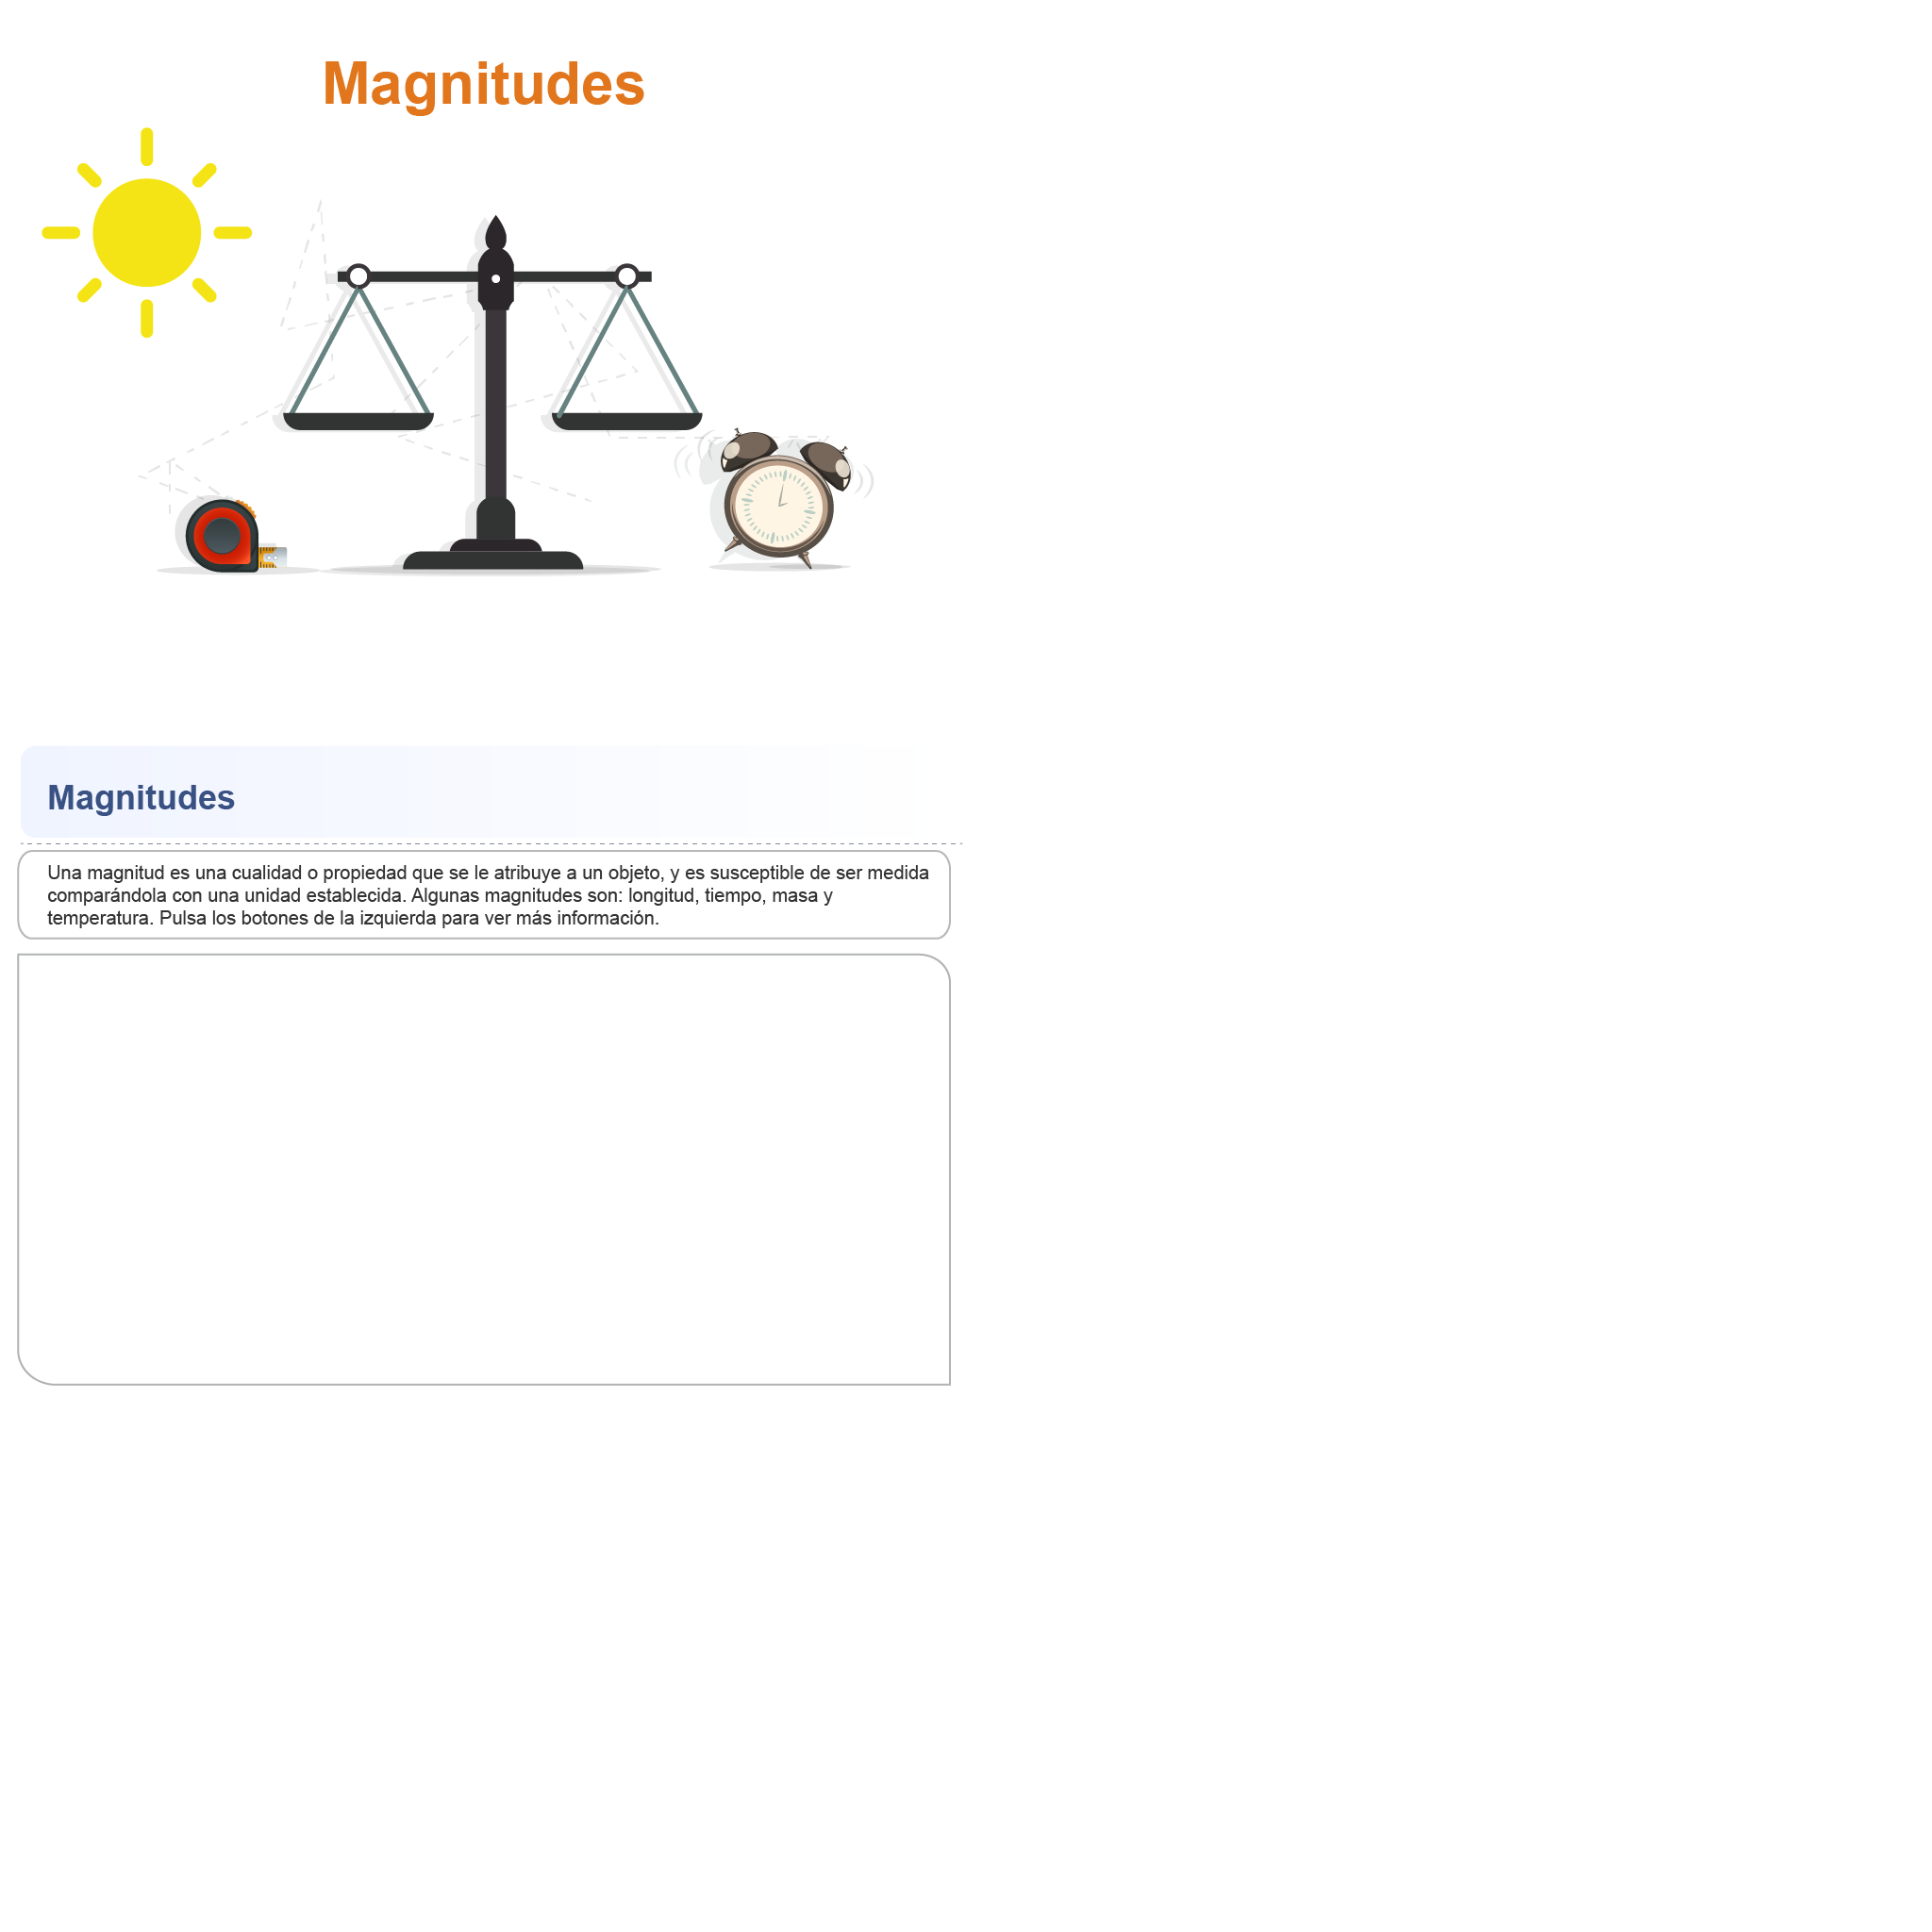 Magnitudes
Magnitudes
Una magnitud es una cualidad o propiedad que se le atribuye a un objeto, y es susceptible de ser medida
comparándola con una unidad establecida. Algunas magnitudes son: longitud, tiempo, masa y
temperatura. Pulsa los botones de la izquierda para ver más información.